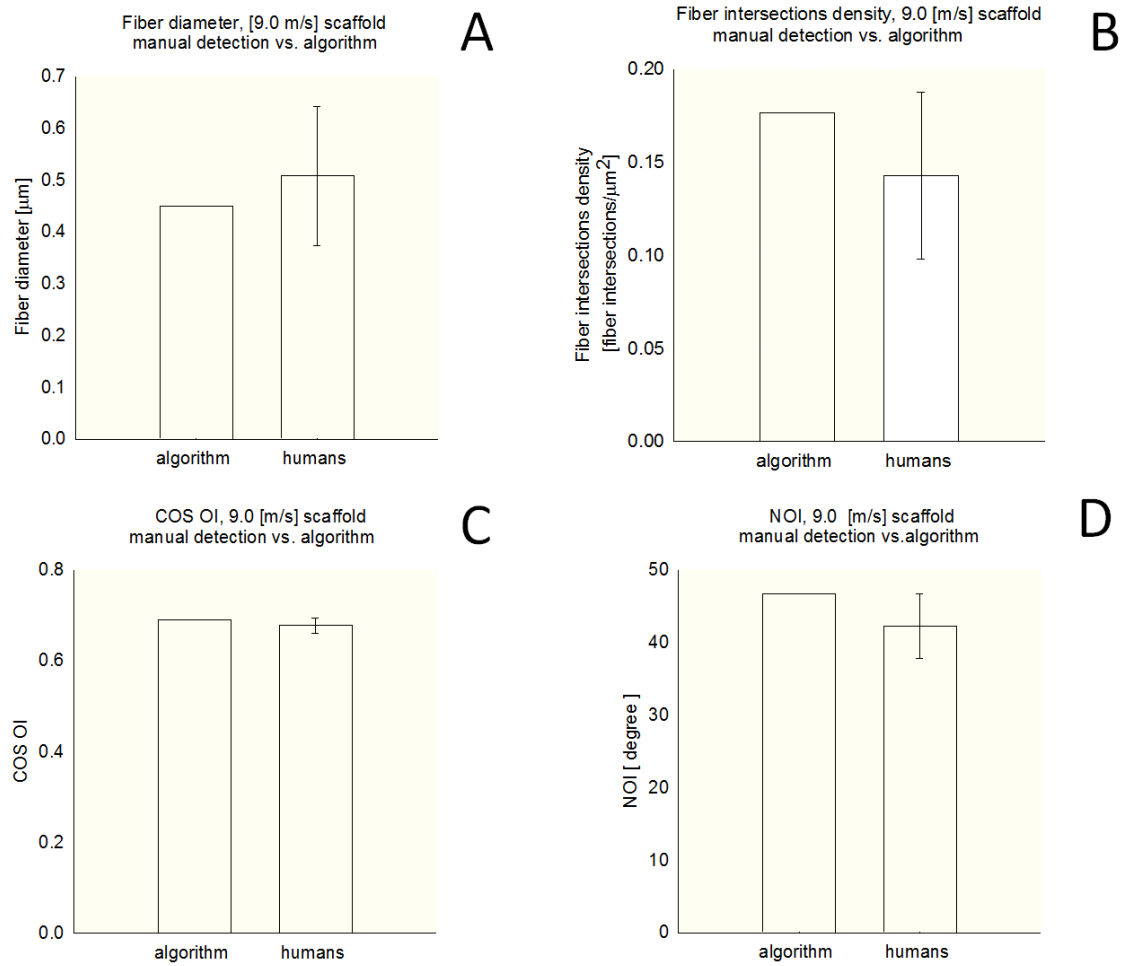 Fiber diameter, [9.0 m/s] scaffold
manual detection vs. algorithm
A
0.7
0.6
0.5
0.4
0.3
0.2
0.1
0.0
Fiber diameter [µm]
algorithm humans
Fiber intersections density, 9.0 [m/s] scaffold
manual detection vs. algorithm
B
0.20
0.15
0.10
0.05
0.00
Fiber intersections density
[fiber intersections/µm²]
algorithm humans
COS OI, 9.0 [m/s] scaffold
manual detection vs. algorithm
C
0.8
0.6
0.4
0.2
0.0
COS OI
algorithm humans
NOI, 9.0 [m/s] scaffold
manual detection vs.algorithm
D
50
40
30
20
10
0
NOI [ degree ]
algorithm humans